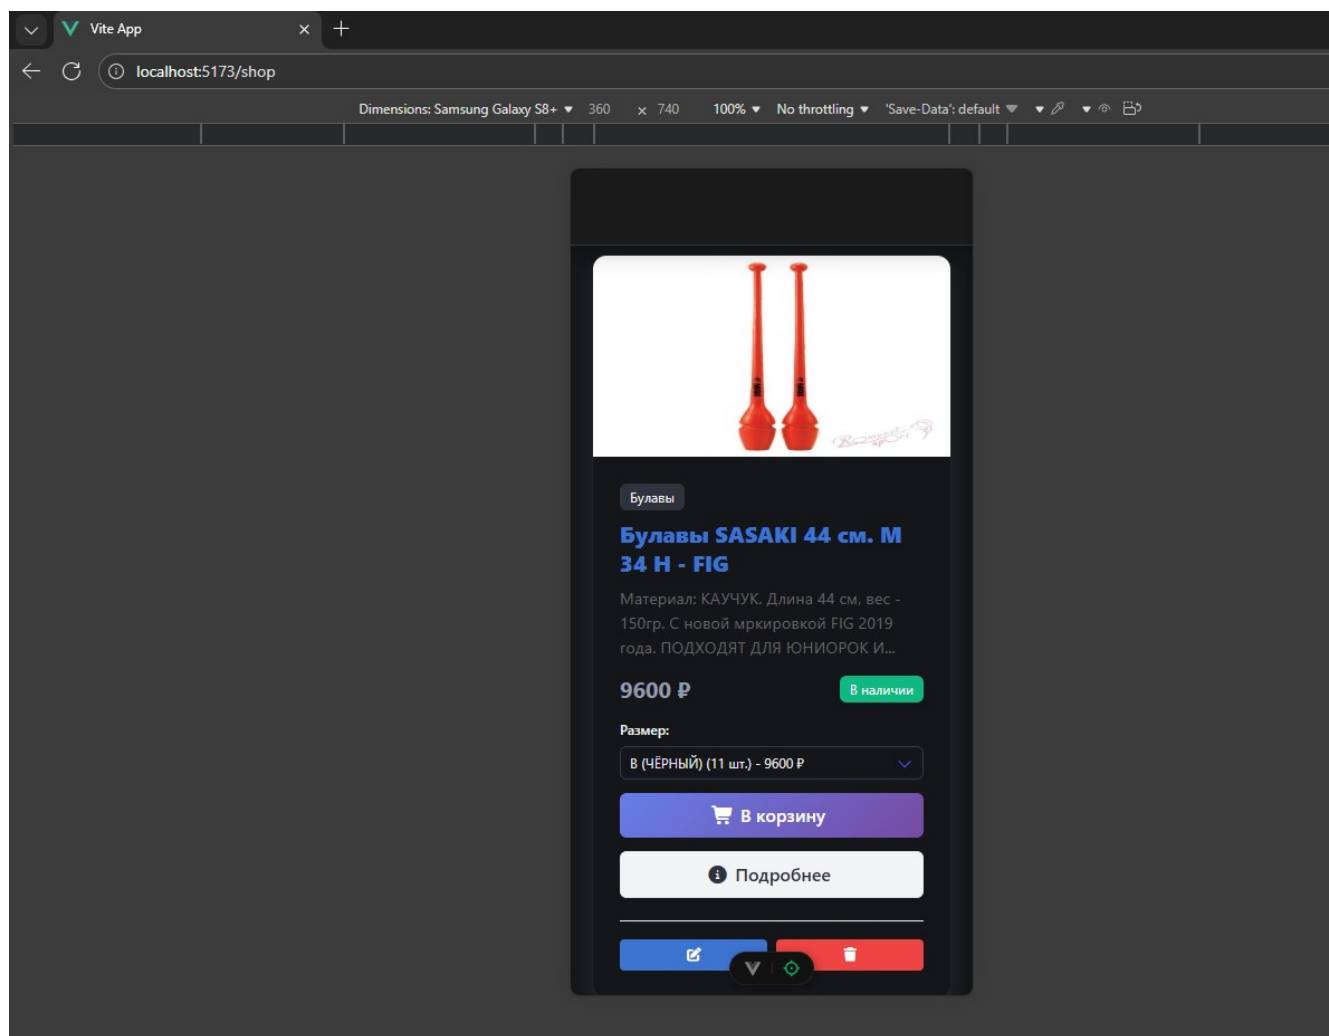 Vite App
localhost:5173/shop
Dimensions: Samsung Galaxy S8+ 360 x 740 100% No throttling 'Save-Data': default
Булавы
Булавы SASAKI 44 см. M
34 H - FIG
Материал: КАУЧУК. Длина 44 см, вес -
150гр. С новой мркировкой FIG 2019
года. ПОДХОДЯТ ДЛЯ ЮНИОРОК И...
9600 ₽
В наличии
Размер:
B (ЧЁРНЫЙ) (11 шт.) - 9600 ₽
В корзину
Подробнее